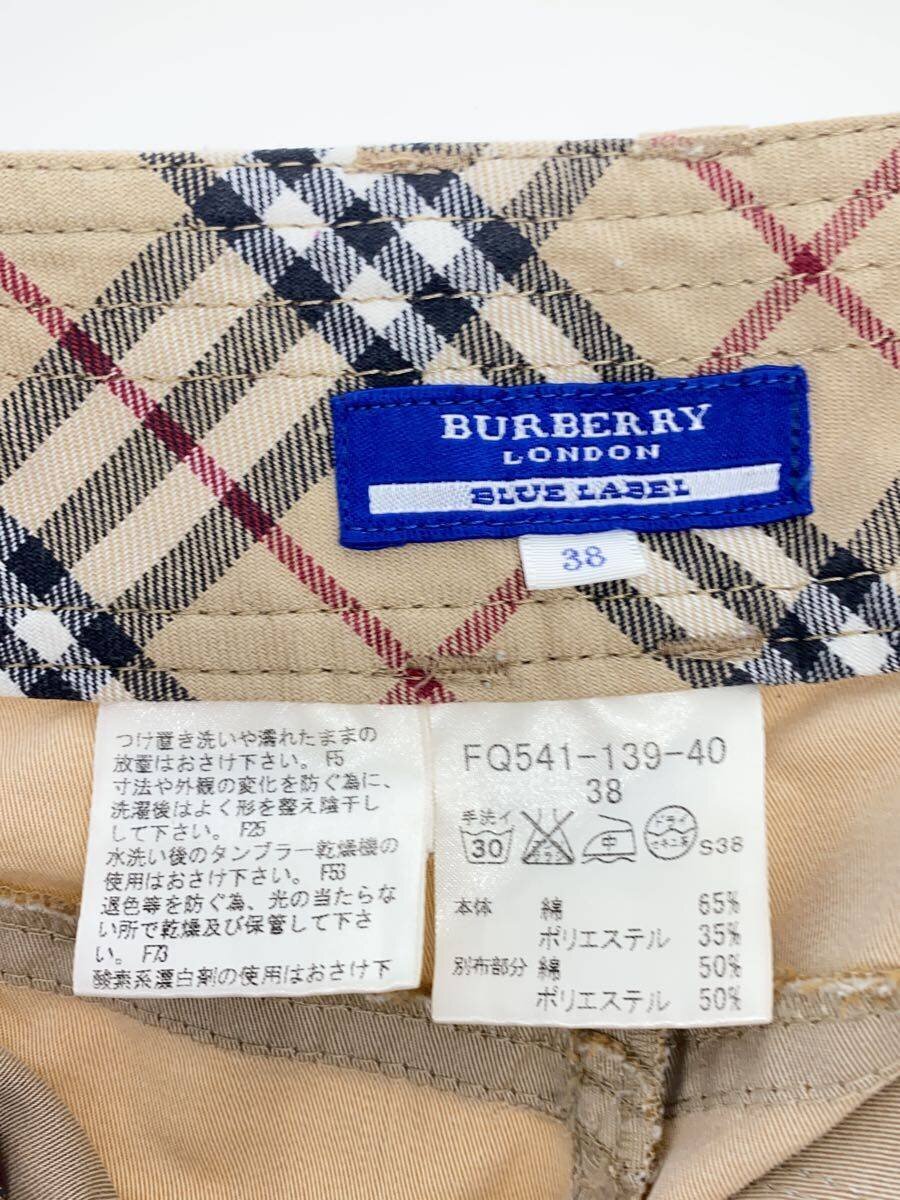 BURBERRY
LONDON
BLUE LABEL
38
つけ置き洗いや濡れたままの
放置はおさけ下さい。F5
寸法や外観の変化を防ぐ為に、
洗濯後はよく形を整え陰干し
して下さい。F25
水洗い後のタンブラー乾燥機の
使用はおさけ下さい。F53
退色等を防ぐ為、光の当たらな
い所で乾燥及び保管して下さ
い。F73
酸素系漂白剤の使用はおさけ下
FQ541-139-40
38
手洗イ
30
中
ドライ
セキユ系
S38
本体 綿 65%
ポリエステル 35%
別布部分 綿 50%
ポリエステル 50%